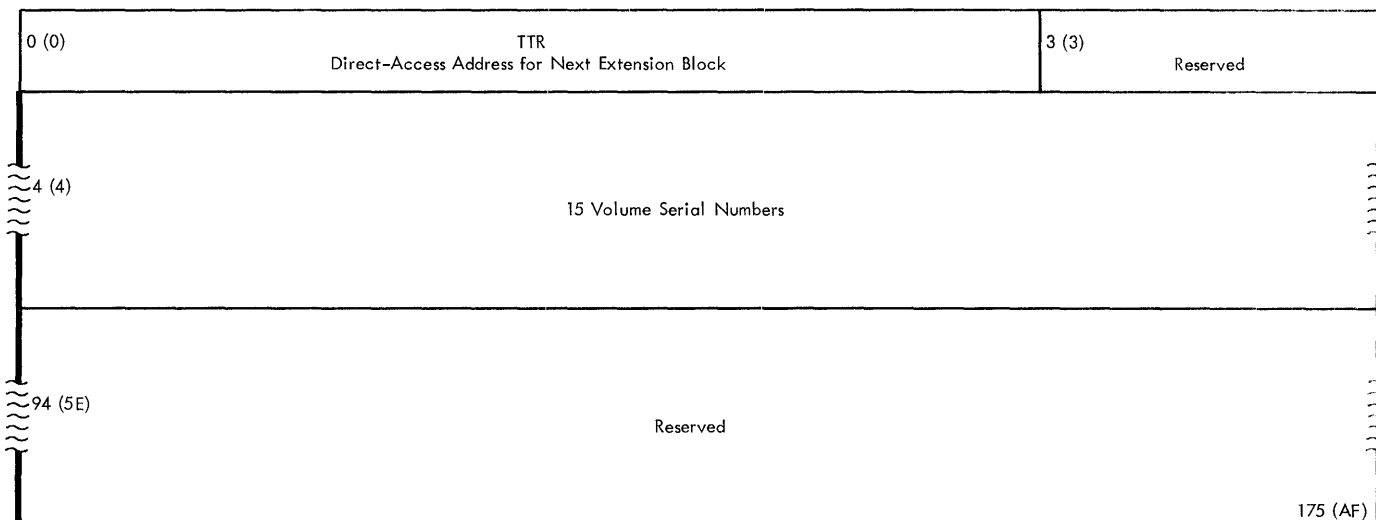 0 (0)
TTR
Direct-Access Address for Next Extension Block
3 (3)
Reserved
4 (4)
15 Volume Serial Numbers
94 (5E)
Reserved
175 (AF)